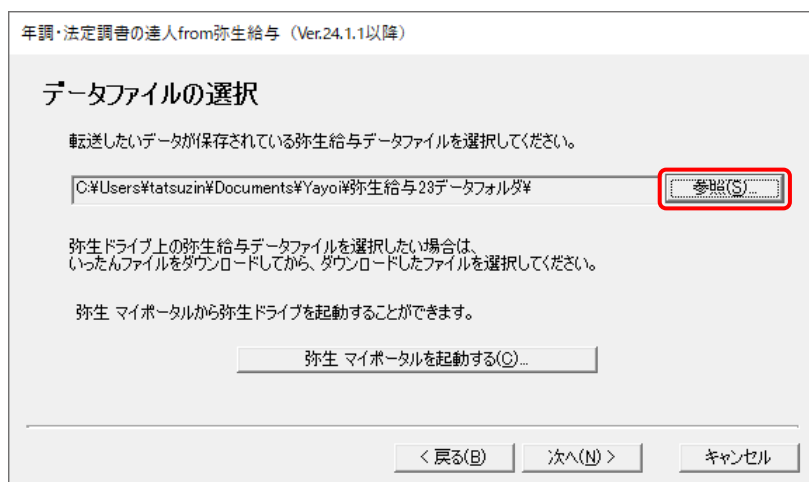 年調・法定調書の達人from弥生給与（Ver.24.1.1以降）
データファイルの選択
転送したいデータが保存されている弥生給与データファイルを選択してください。
C:¥Users¥tatsuzin¥Documents¥Yayoi¥弥生給与23データフォルダ¥
参照(S)...
弥生ドライブ上の弥生給与データファイルを選択したい場合は、
いったんファイルをダウンロードしてから、ダウンロードしたファイルを選択してください。
弥生 マイポータルから弥生ドライブを起動することができます。
弥生 マイポータルを起動する(C)...
< 戻る(B)
次へ(N) >
キャンセル